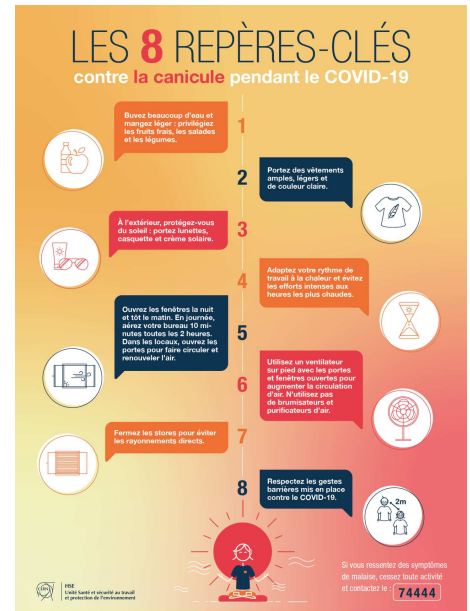 LES 8 REPÈRES-CLÉS
contre la canicule pendant le COVID-19
Buvez beaucoup d'eau et
mangez léger : privilégiez
les fruits frais, les salades
et les légumes.
1
2
Portez des vêtements
amples, légers et
de couleur claire.
À l'extérieur, protégez-vous
du soleil : portez lunettes,
casquette et crème solaire.
3
4
Adaptez votre rythme de
travail à la chaleur et évitez
les efforts intenses aux
heures les plus chaudes.
Ouvrez les fenêtres la nuit
et tôt le matin. En journée,
aérez votre bureau 10 mi-
nutes toutes les 2 heures.
Dans les locaux, ouvrez les
portes pour faire circuler et
renouveler l'air.
5
6
Utilisez un ventilateur
sur pied avec les portes
et fenêtres ouvertes pour
augmenter la circulation
d'air. N'utilisez pas
de brumisateurs et
purificateurs d'air.
Fermez les stores pour éviter
les rayonnements directs.
7
8
Respectez les gestes
barrières mis en place
contre le COVID-19.
2m
Si vous ressentez des symptômes
de malaise, cessez toute activité
et contactez le : 74444
CERN
HSE
Unité Santé et sécurité au travail
et protection de l'environnement